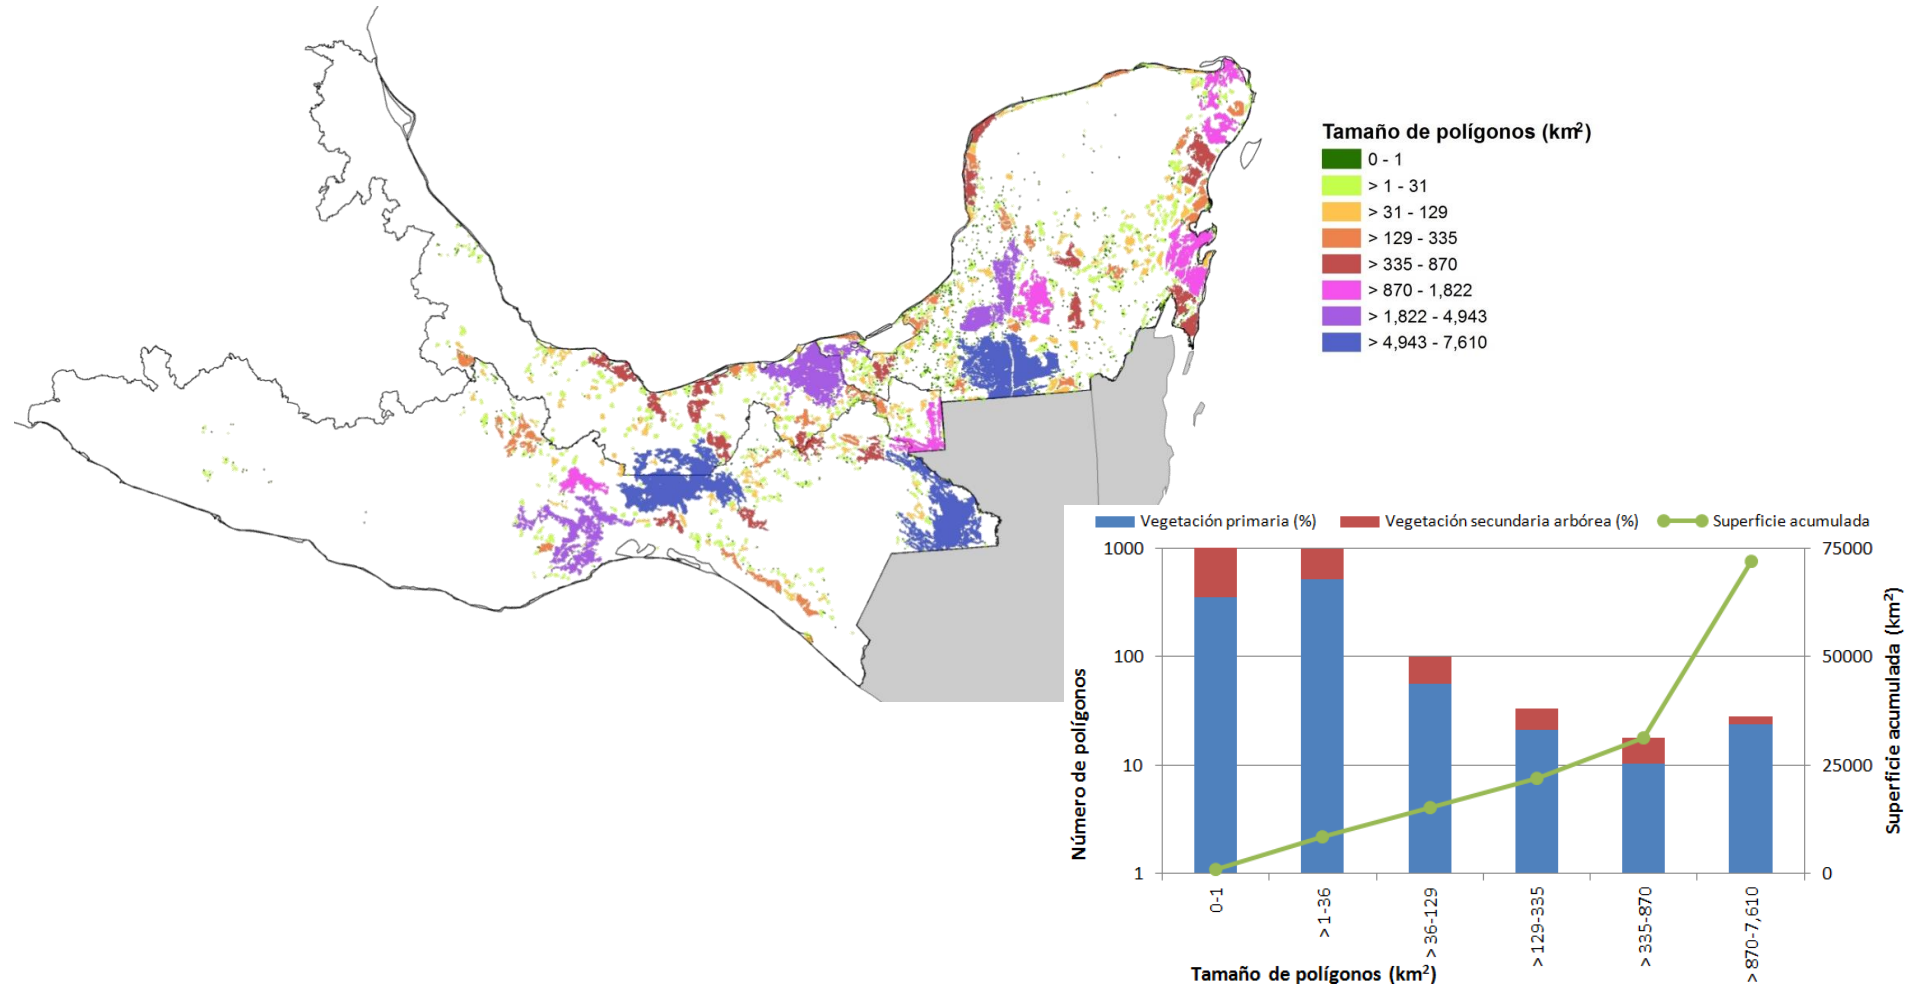 Tamaño de polígonos (km²)
0 - 1
> 1 - 31
> 31 - 129
> 129 - 335
> 335 - 870
> 870 - 1,822
> 1,822 - 4,943
> 4,943 - 7,610
Vegetación primaria (%)
Vegetación secundaria arbórea (%)
Superficie acumulada
Número de polígonos
1000
100
10
1
75000
50000
25000
0
Superficie acumulada (km²)
0-1
> 1-36
> 36-129
> 129-335
> 335-870
> 870-7,610
Tamaño de polígonos (km²)